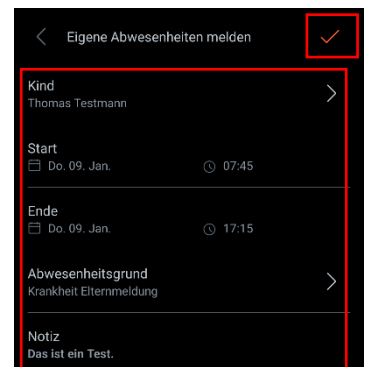 Eigene Abwesenheiten melden
Kind
Thomas Testmann
Start
Do. 09. Jan. 07:45
Ende
Do. 09. Jan. 17:15
Abwesenheitsgrund
Krankheit Elternmeldung
Notiz
Das ist ein Test.